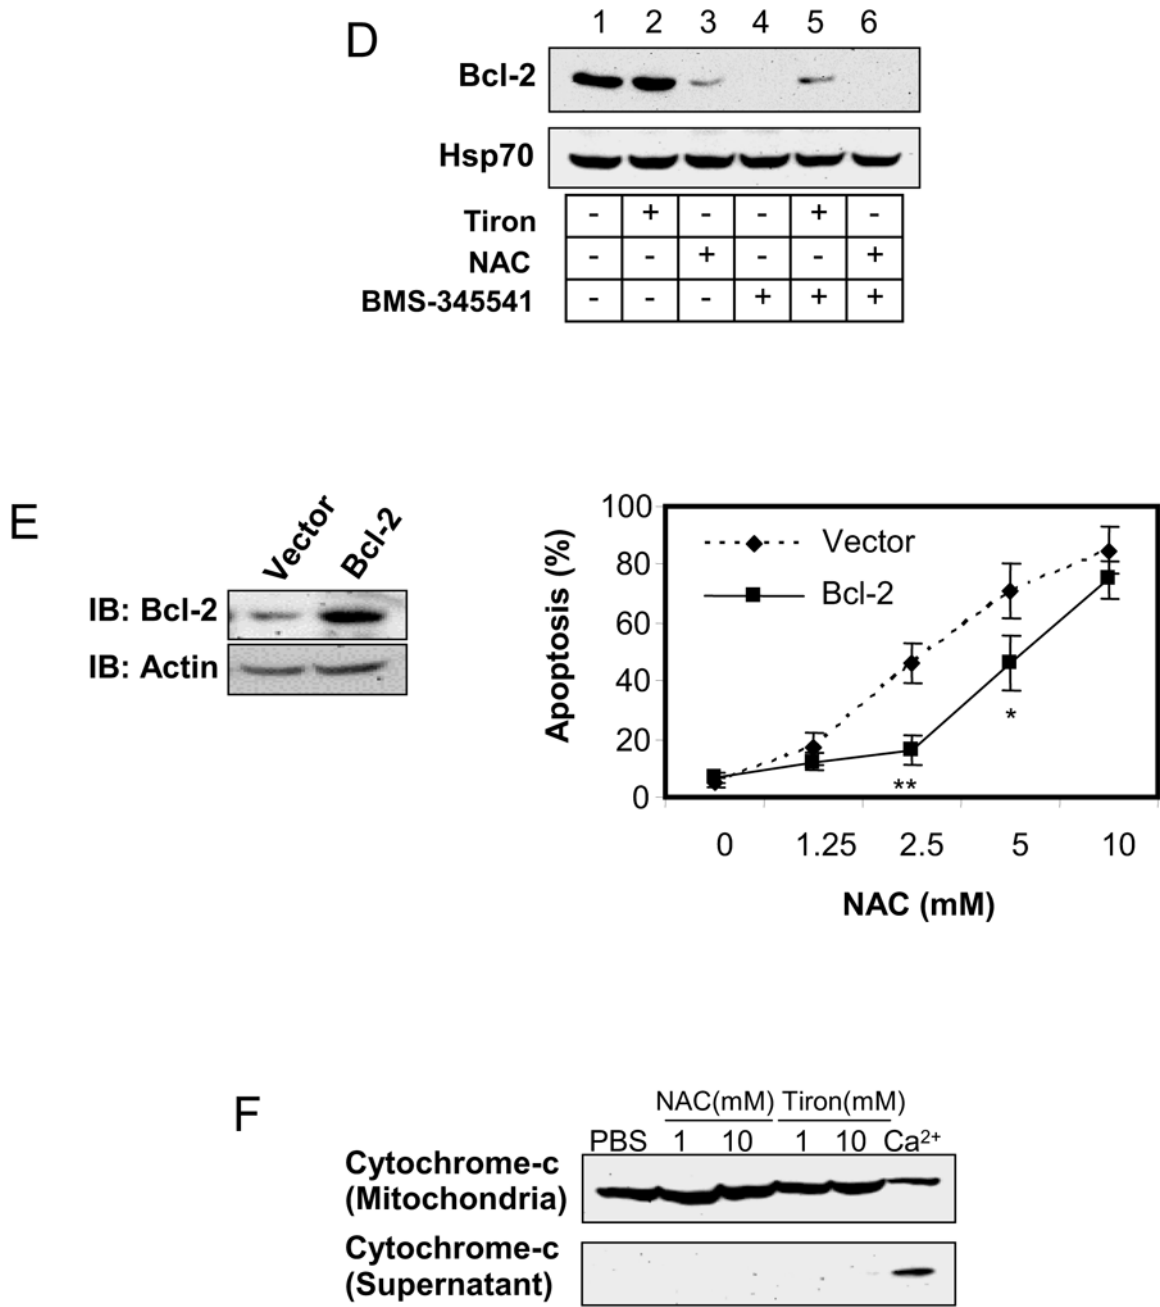 D
1 2 3 4 5 6
Bcl-2
Hsp70
Tiron - + - - + -
NAC - - + - - +
BMS-345541 - - - + + +
E
Vector
Bcl-2
IB: Bcl-2
IB: Actin
Apoptosis (%)
100
80
60
40
20
0
Vector
Bcl-2
*
**
0 1.25 2.5 5 10
NAC (mM)
F
NAC(mM) Tiron(mM)
PBS 1 10 1 10 Ca²⁺
Cytochrome-c
(Mitochondria)
Cytochrome-c
(Supernatant)